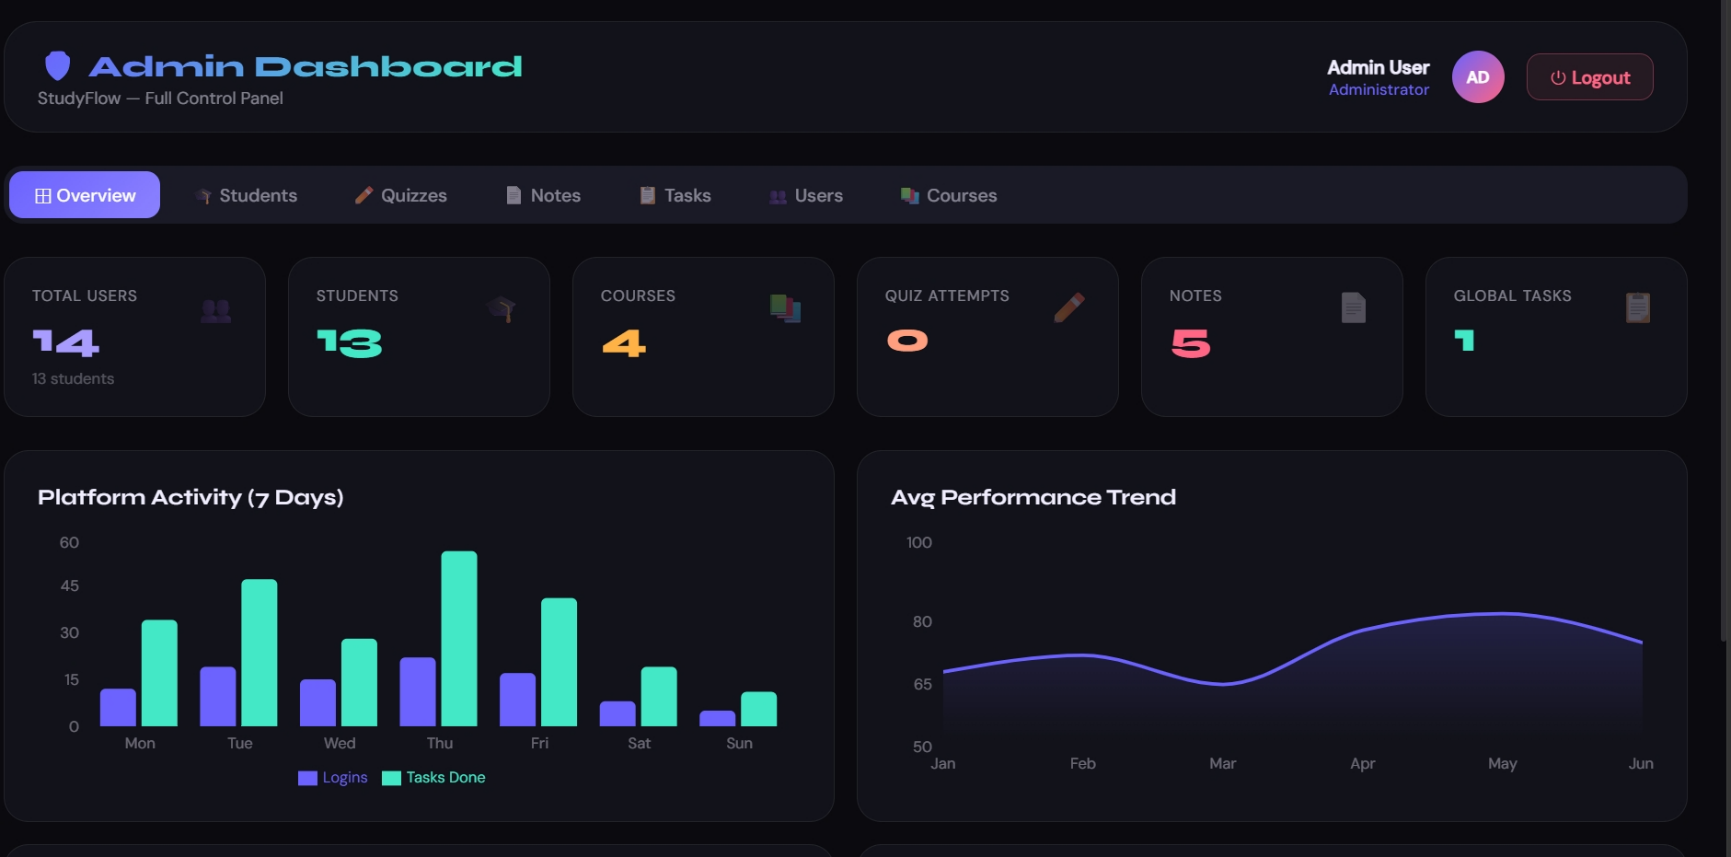 Admin Dashboard
StudyFlow — Full Control Panel
Admin User
Administrator
AD
Logout
Overview
Students
Quizzes
Notes
Tasks
Users
Courses
TOTAL USERS
14
13 students
STUDENTS
13
COURSES
4
QUIZ ATTEMPTS
0
NOTES
5
GLOBAL TASKS
1
Platform Activity (7 Days)
60
45
30
15
0
Mon Tue Wed Thu Fri Sat Sun
Logins Tasks Done
Avg Performance Trend
100
80
65
50
Jan Feb Mar Apr May Jun